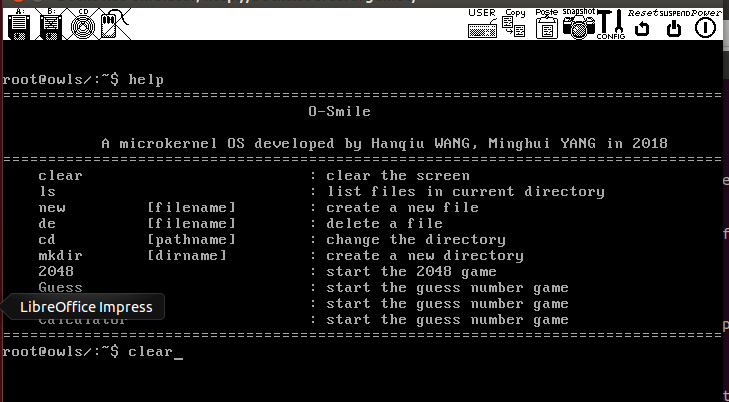 A: B: CD USER Copy Paste Snapshot CONFIG Reset SUSPEND Power
root@owls/:~$ help
================================================================================
O-Smile
A microkernel OS developed by Hanqiu WANG, Minghui YANG in 2018
================================================================================
clear : clear the screen
ls : list files in current directory
new [filename] : create a new file
de [filename] : delete a file
cd [pathname] : change the directory
mkdir [dirname] : create a new directory
2048 : start the 2048 game
Guess : start the guess number game
LibreOffice Impress : start the guess number game
Calculator : start the guess number game
================================================================================
root@owls/:~$ clear_